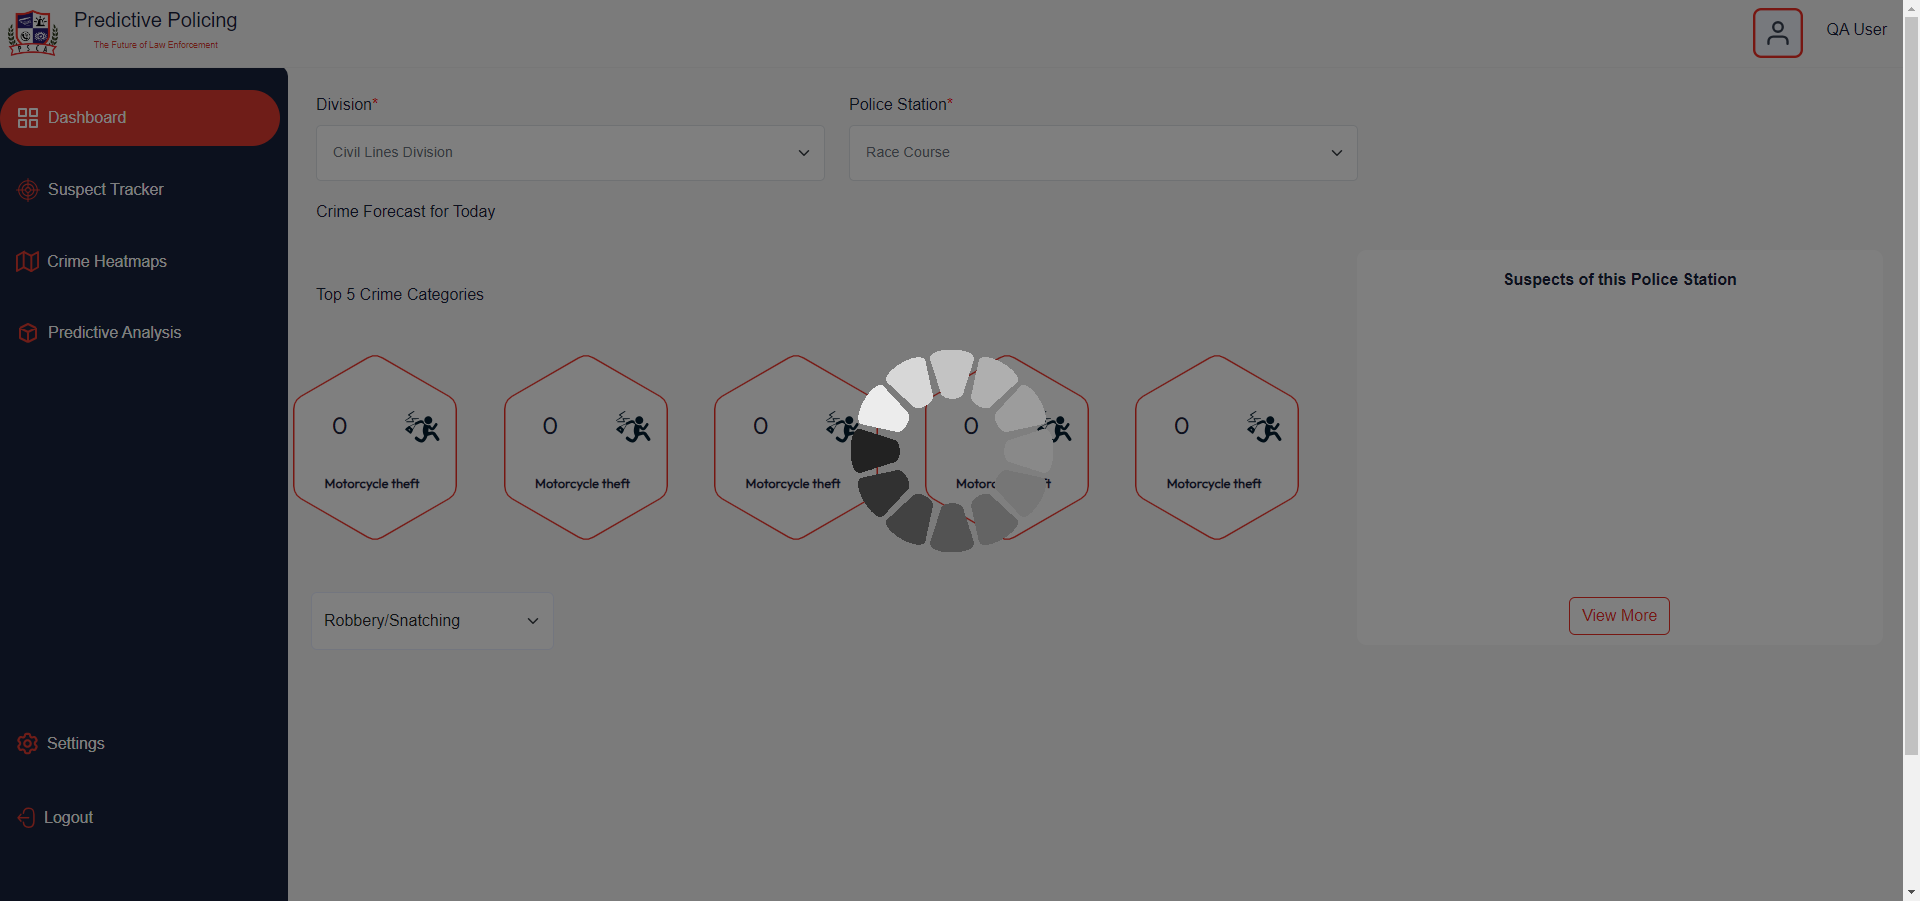 Predictive Policing
The Future of Law Enforcement
QA User
Dashboard
Suspect Tracker
Crime Heatmaps
Predictive Analysis
Settings
Logout
Division*
Police Station*
Civil Lines Division
Race Course
Crime Forecast for Today
Top 5 Crime Categories
0
Motorcycle theft
0
Motorcycle theft
0
Motorcycle theft
0
0
Motorcycle theft
Robbery/Snatching
Suspects of this Police Station
View More